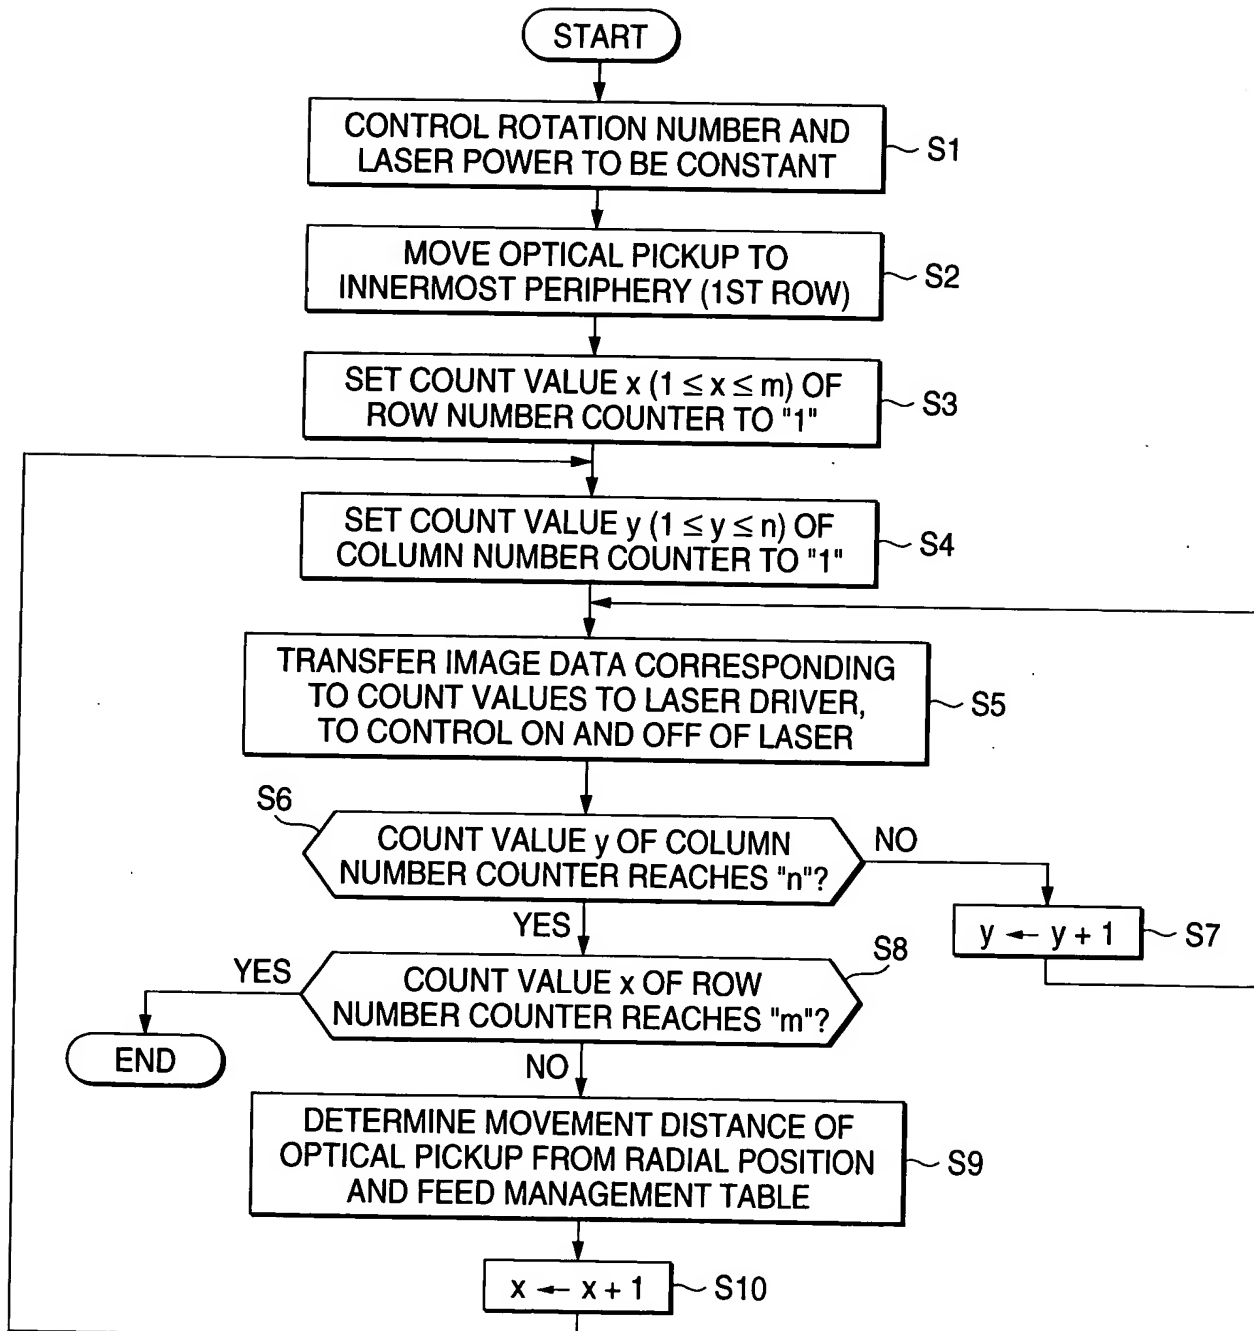 START
CONTROL ROTATION NUMBER AND
LASER POWER TO BE CONSTANT
S1
MOVE OPTICAL PICKUP TO
INNERMOST PERIPHERY (1ST ROW)
S2
SET COUNT VALUE x (1 ≤ x ≤ m) OF
ROW NUMBER COUNTER TO "1"
S3
SET COUNT VALUE y (1 ≤ y ≤ n) OF
COLUMN NUMBER COUNTER TO "1"
S4
TRANSFER IMAGE DATA CORRESPONDING
TO COUNT VALUES TO LASER DRIVER,
TO CONTROL ON AND OFF OF LASER
S5
S6
COUNT VALUE y OF COLUMN
NUMBER COUNTER REACHES "n"?
NO
YES
y ← y + 1
S7
S8
YES
COUNT VALUE x OF ROW
NUMBER COUNTER REACHES "m"?
END
NO
DETERMINE MOVEMENT DISTANCE OF
OPTICAL PICKUP FROM RADIAL POSITION
AND FEED MANAGEMENT TABLE
S9
x ← x + 1
S10